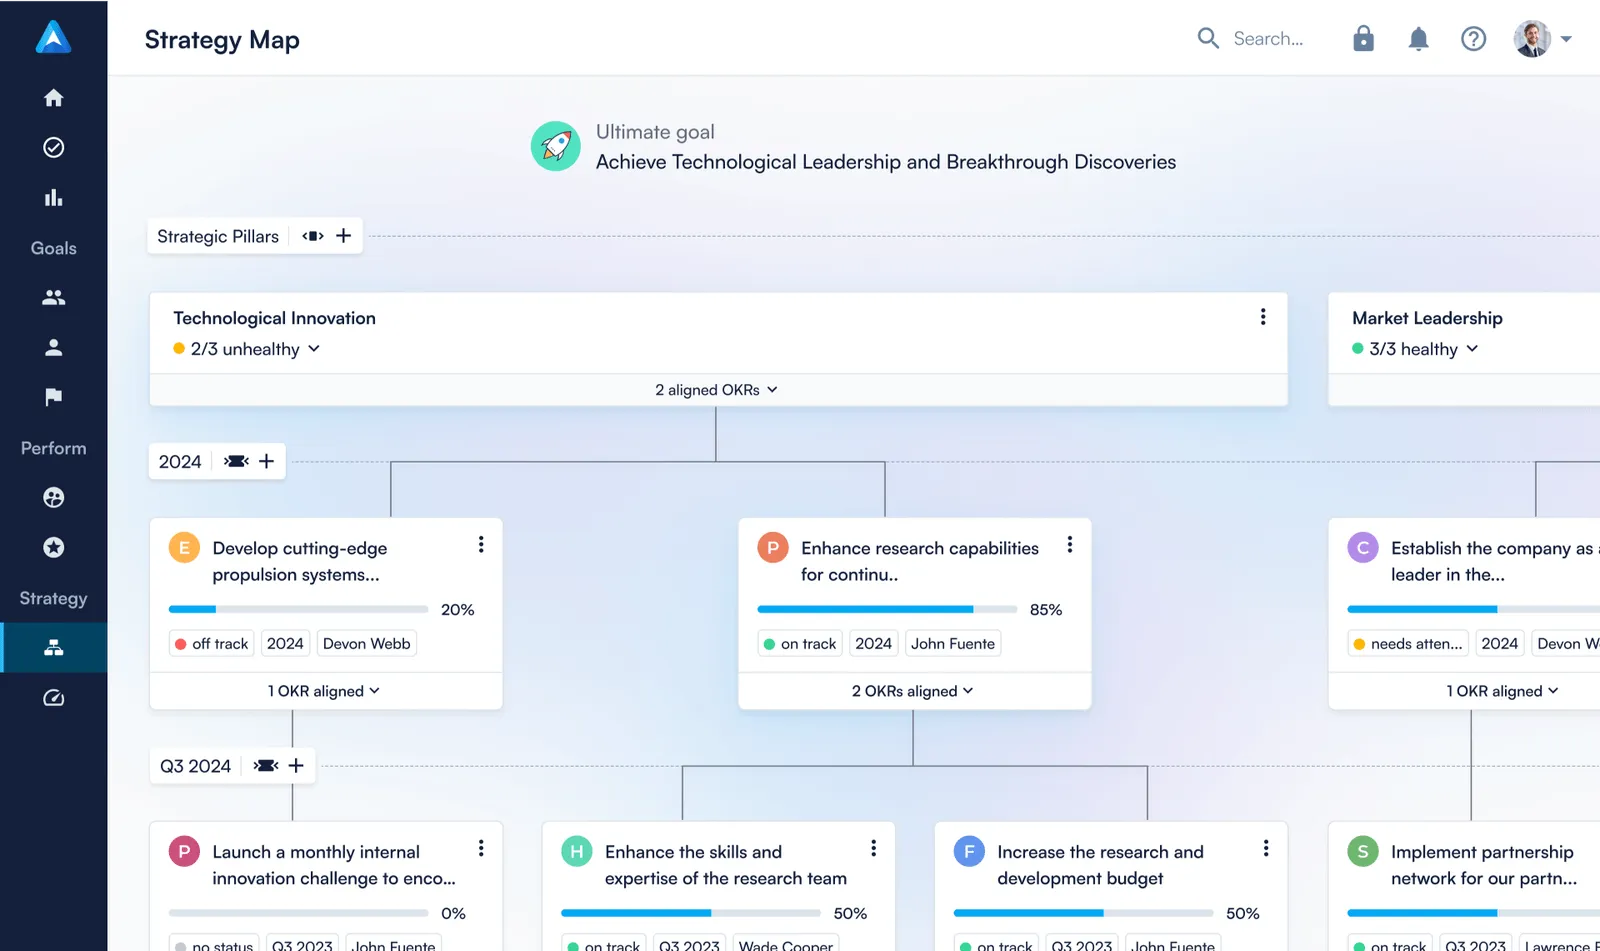 Strategy Map
Search...
Goals
Perform
Strategy
Ultimate goal
Achieve Technological Leadership and Breakthrough Discoveries
Strategic Pillars
Technological Innovation
2/3 unhealthy
2 aligned OKRs
Market Leadership
3/3 healthy
2024
E
Develop cutting-edge
propulsion systems...
20%
off track
2024
Devon Webb
1 OKR aligned
P
Enhance research capabilities
for continu..
85%
on track
2024
John Fuente
2 OKRs aligned
C
Establish the company as
leader in the...
needs atten...
2024
Devon W
1 OKR aligned
Q3 2024
P
Launch a monthly internal
innovation challenge to enco...
0%
no status
Q3 2023
John Fuente
H
Enhance the skills and
expertise of the research team
50%
on track
Q3 2023
Wade Cooper
F
Increase the research and
development budget
50%
on track
Q3 2023
John Fuente
S
Implement partnership
network for our partn...
on track
Q3 2023
Lawrence